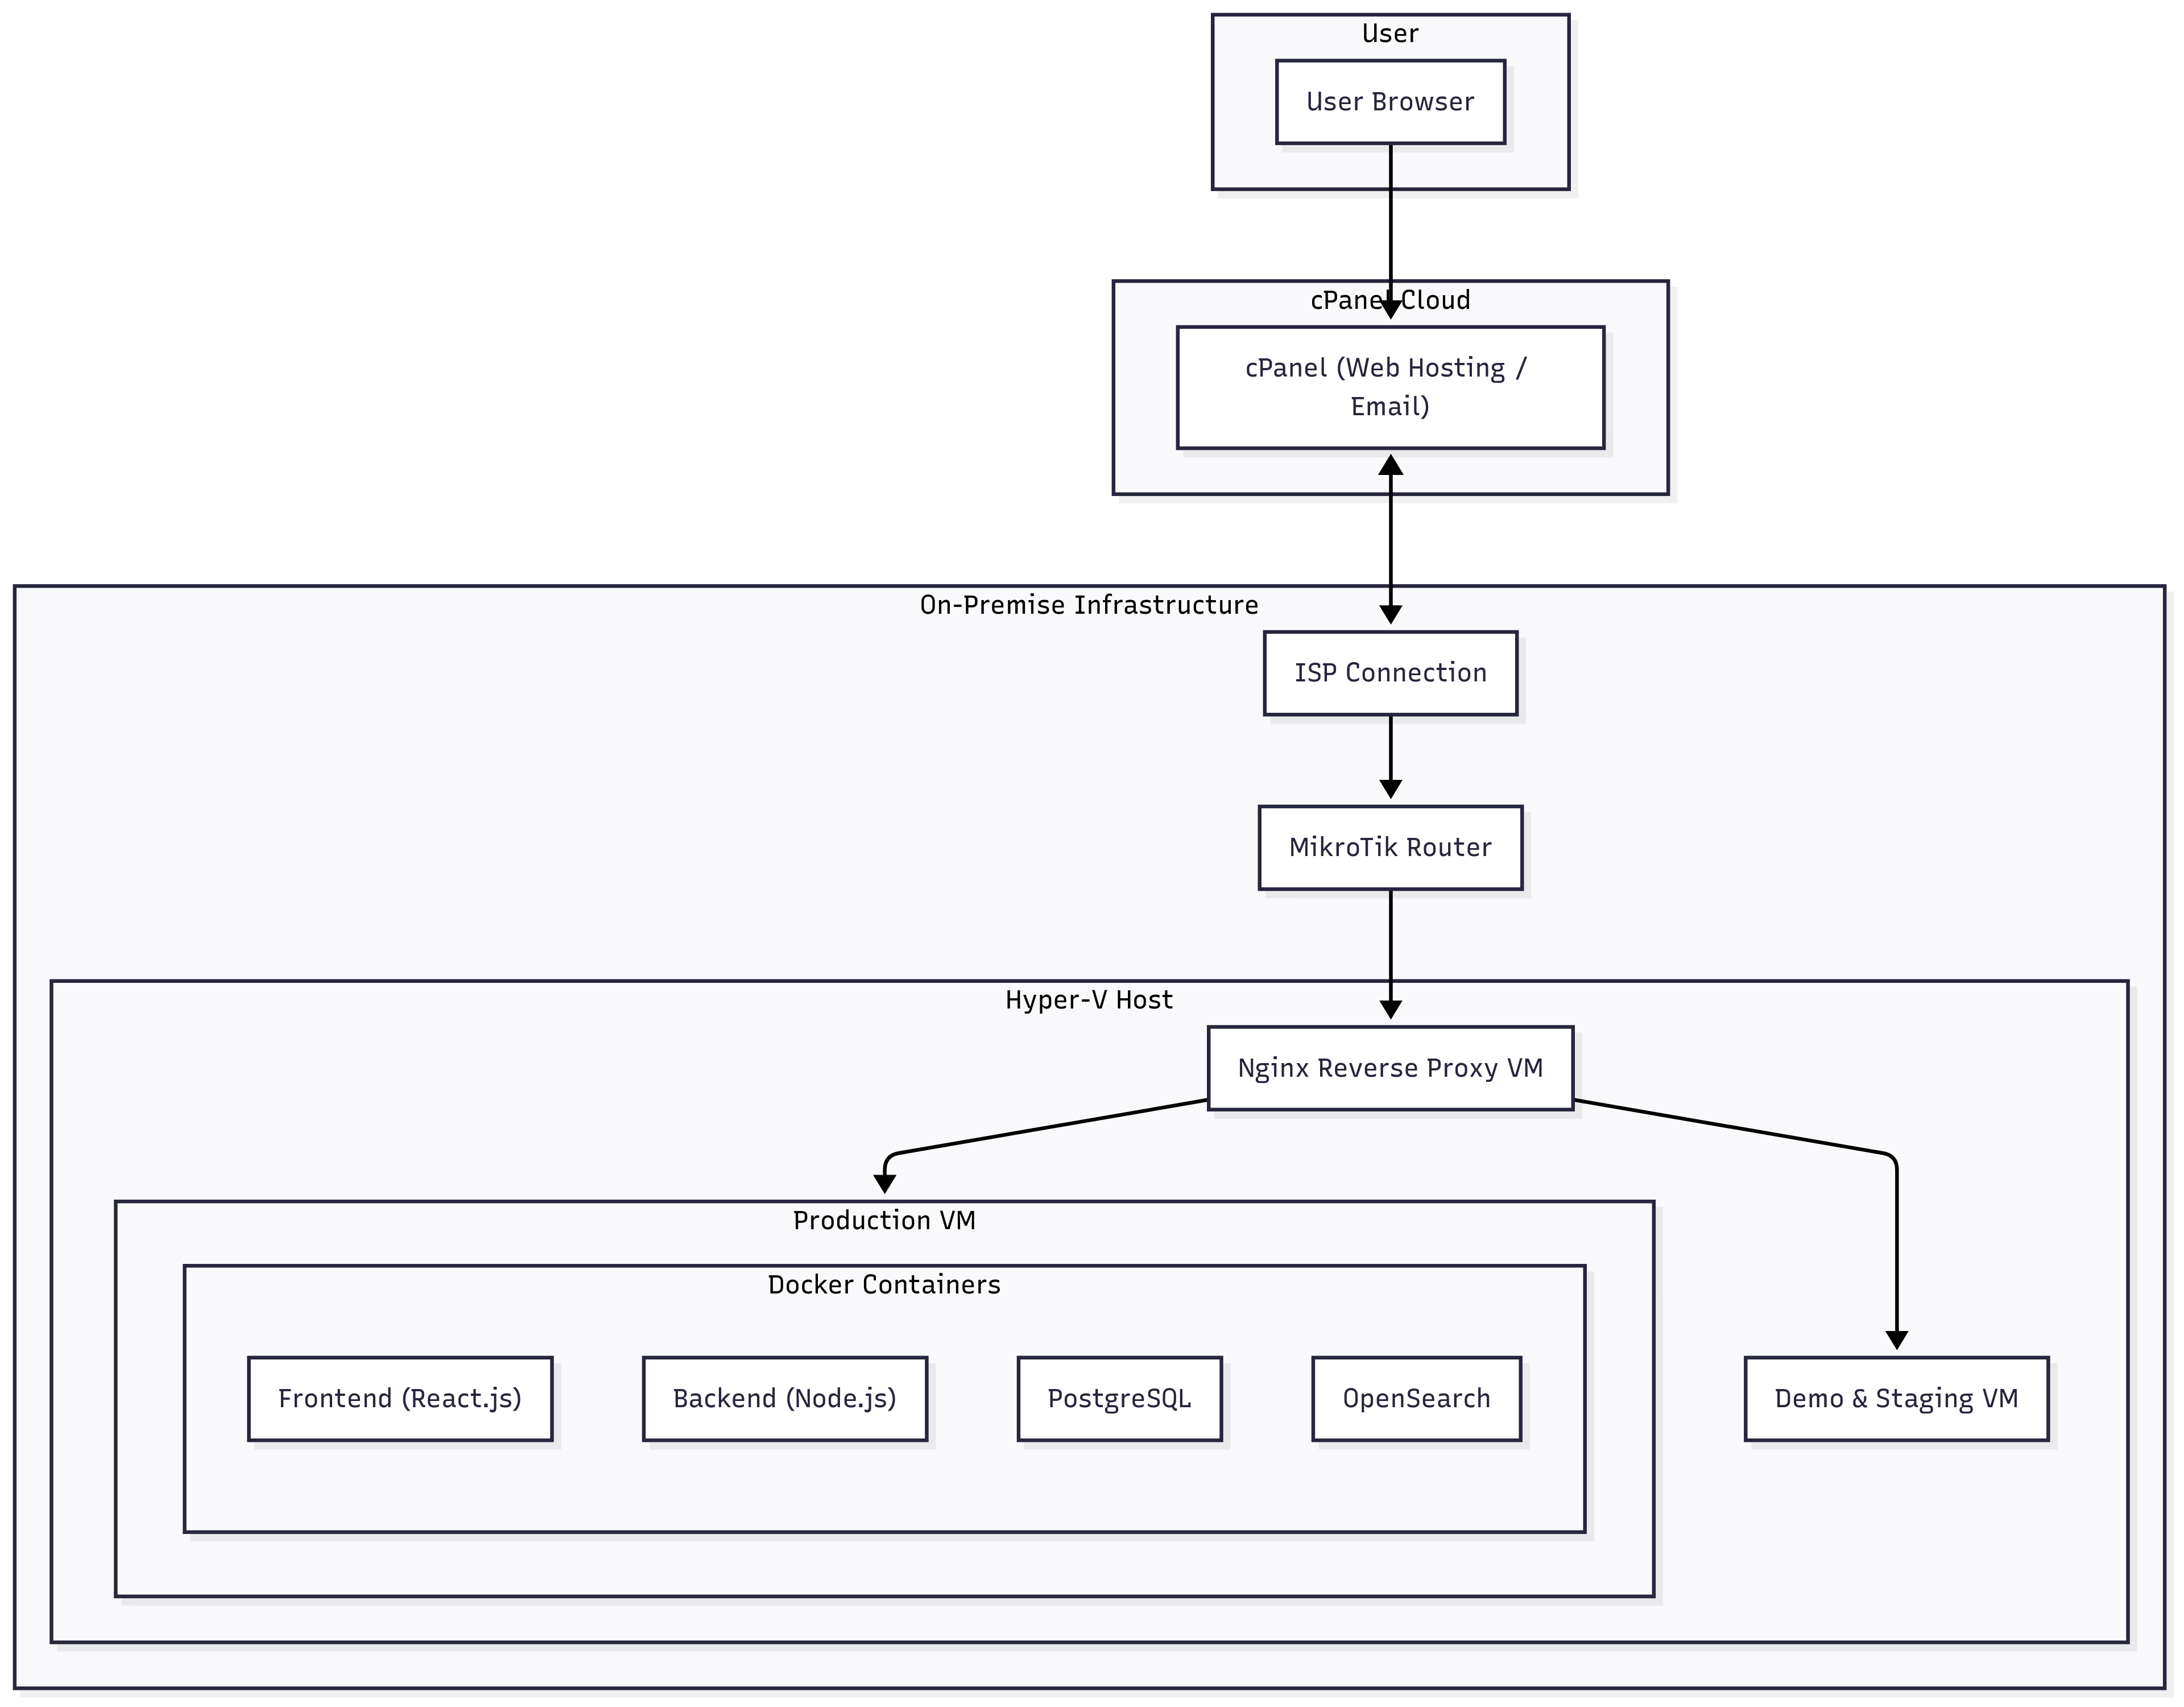 User
User Browser
cPanel Cloud
cPanel (Web Hosting /
Email)
On-Premise Infrastructure
ISP Connection
MikroTik Router
Hyper-V Host
Nginx Reverse Proxy VM
Production VM
Docker Containers
Frontend (React.js)
Backend (Node.js)
PostgreSQL
OpenSearch
Demo & Staging VM